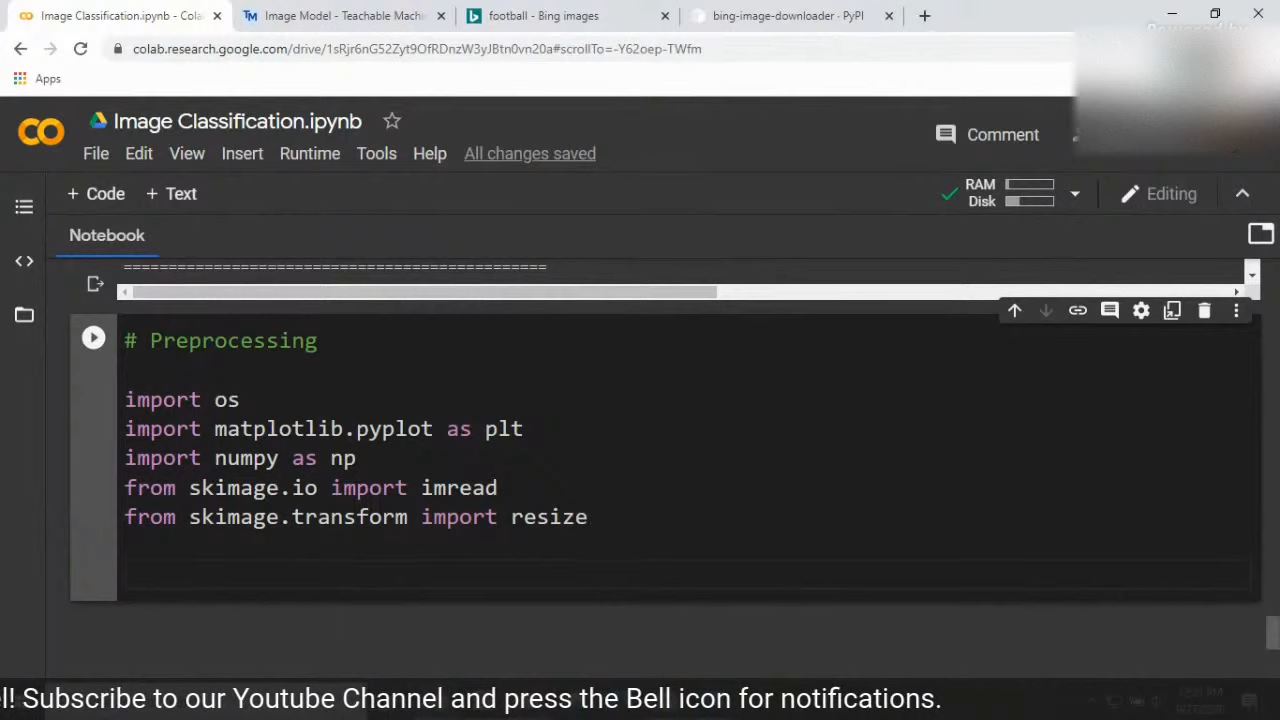 Image Classification.ipynb - Cola
Image Model - Teachable Machi
football - Bing images
bing-image-downloader · PyPI
colab.research.google.com/drive/1sRjr6nG52Zyt9OfRDnzW3yJBtn0vn20a#scrollTo=-Y62oep-TWfm
Powered by
Apps
CO
Image Classification.ipynb
File Edit View Insert Runtime Tools Help All changes saved
Comment
+ Code + Text
RAM
Disk
Editing
Notebook
==============================================
# Preprocessing
import os
import matplotlib.pyplot as plt
import numpy as np
from skimage.io import imread
from skimage.transform import resize
el! Subscribe to our Youtube Channel and press the Bell icon for notifications.